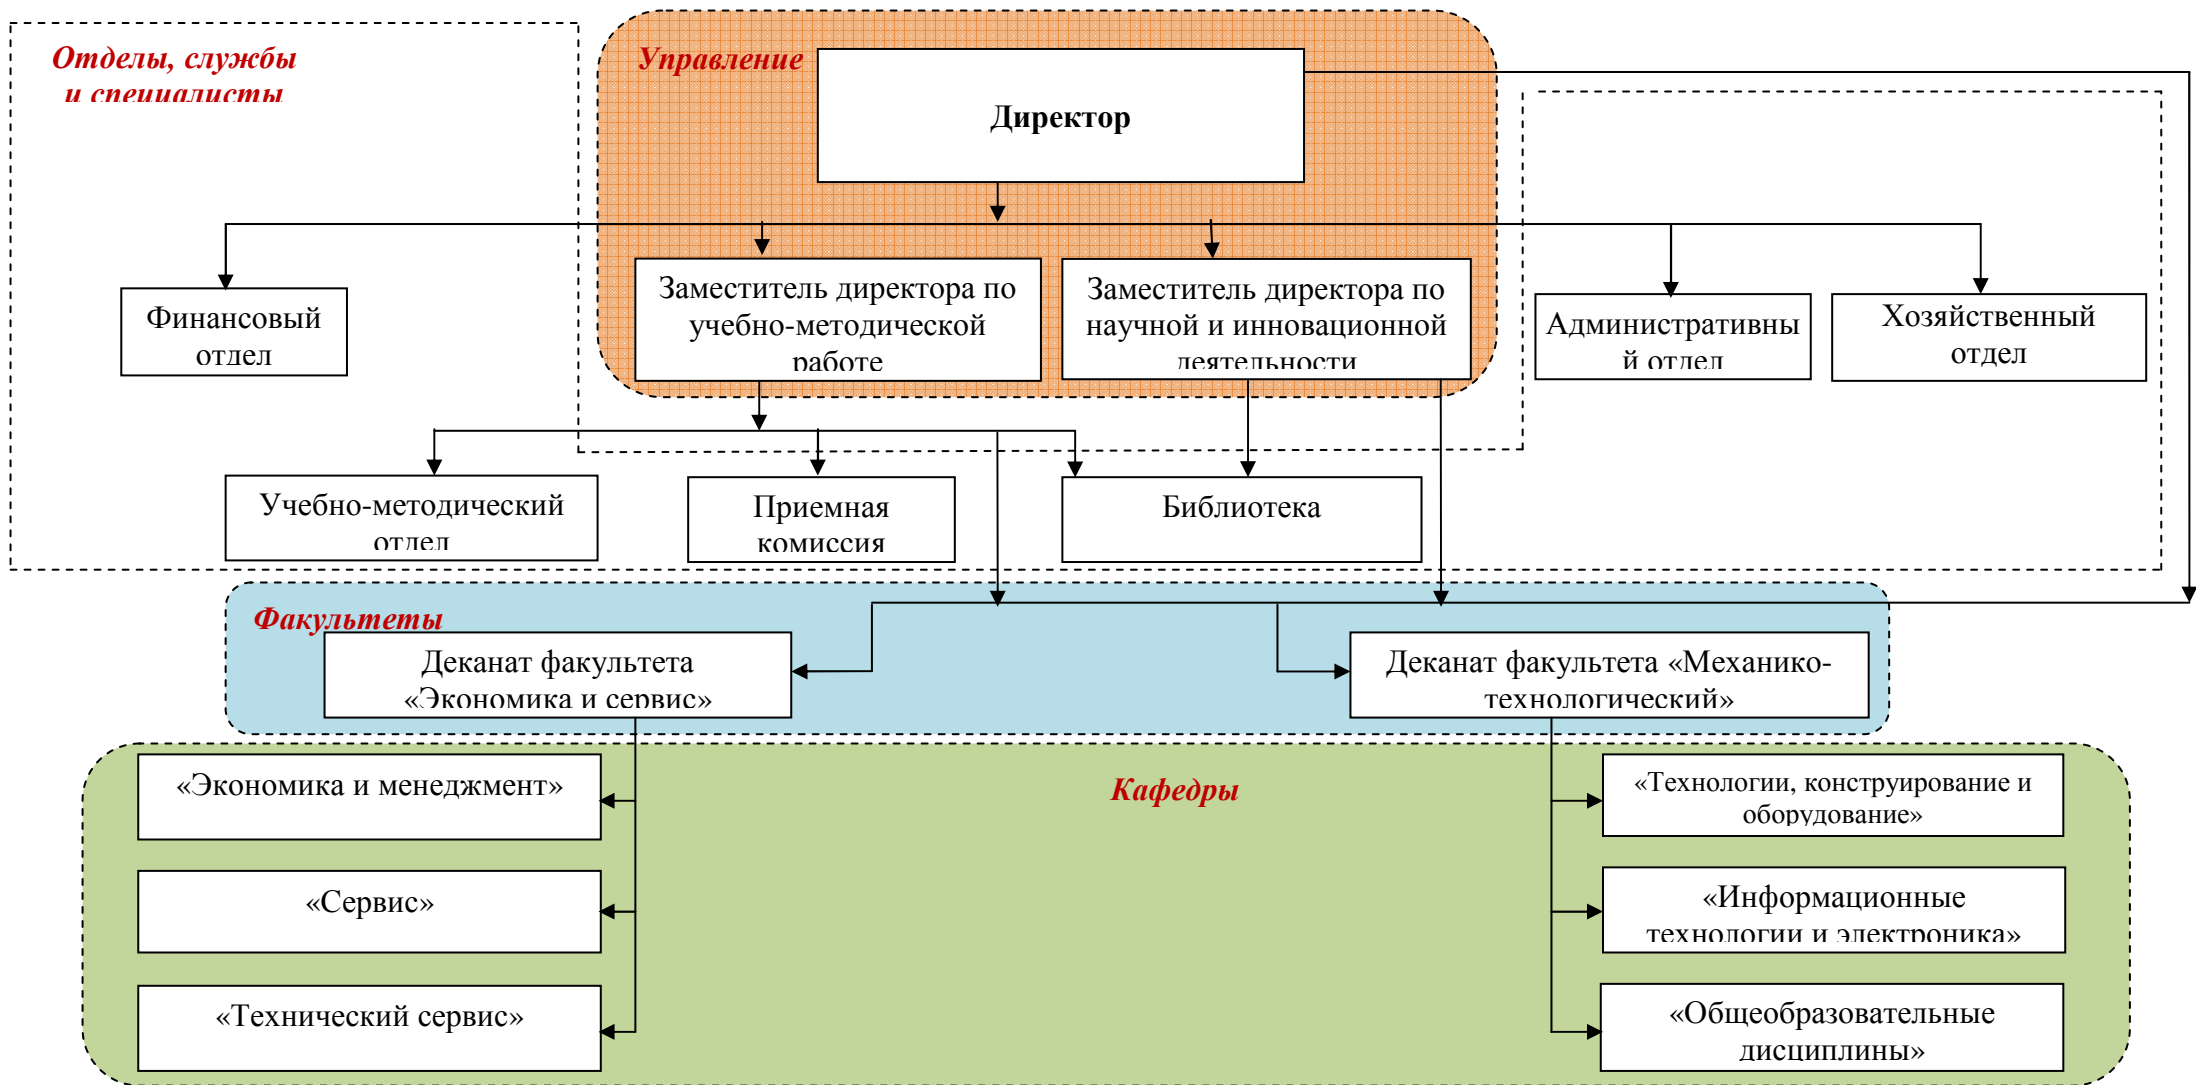 Отделы, службы
и специалисты
Управление
Директор
Финансовый
отдел
Заместитель директора по
учебно-методической
работе
Заместитель директора по
научной и инновационной
деятельности
Административны
й отдел
Хозяйственный
отдел
Учебно-методический
отдел
Приемная
комиссия
Библиотека
Факультеты
Деканат факультета
«Экономика и сервис»
Деканат факультета «Механико-
технологический»
Кафедры
«Экономика и менеджмент»
«Сервис»
«Технический сервис»
«Технологии, конструирование и
оборудование»
«Информационные
технологии и электроника»
«Общеобразовательные
дисциплины»